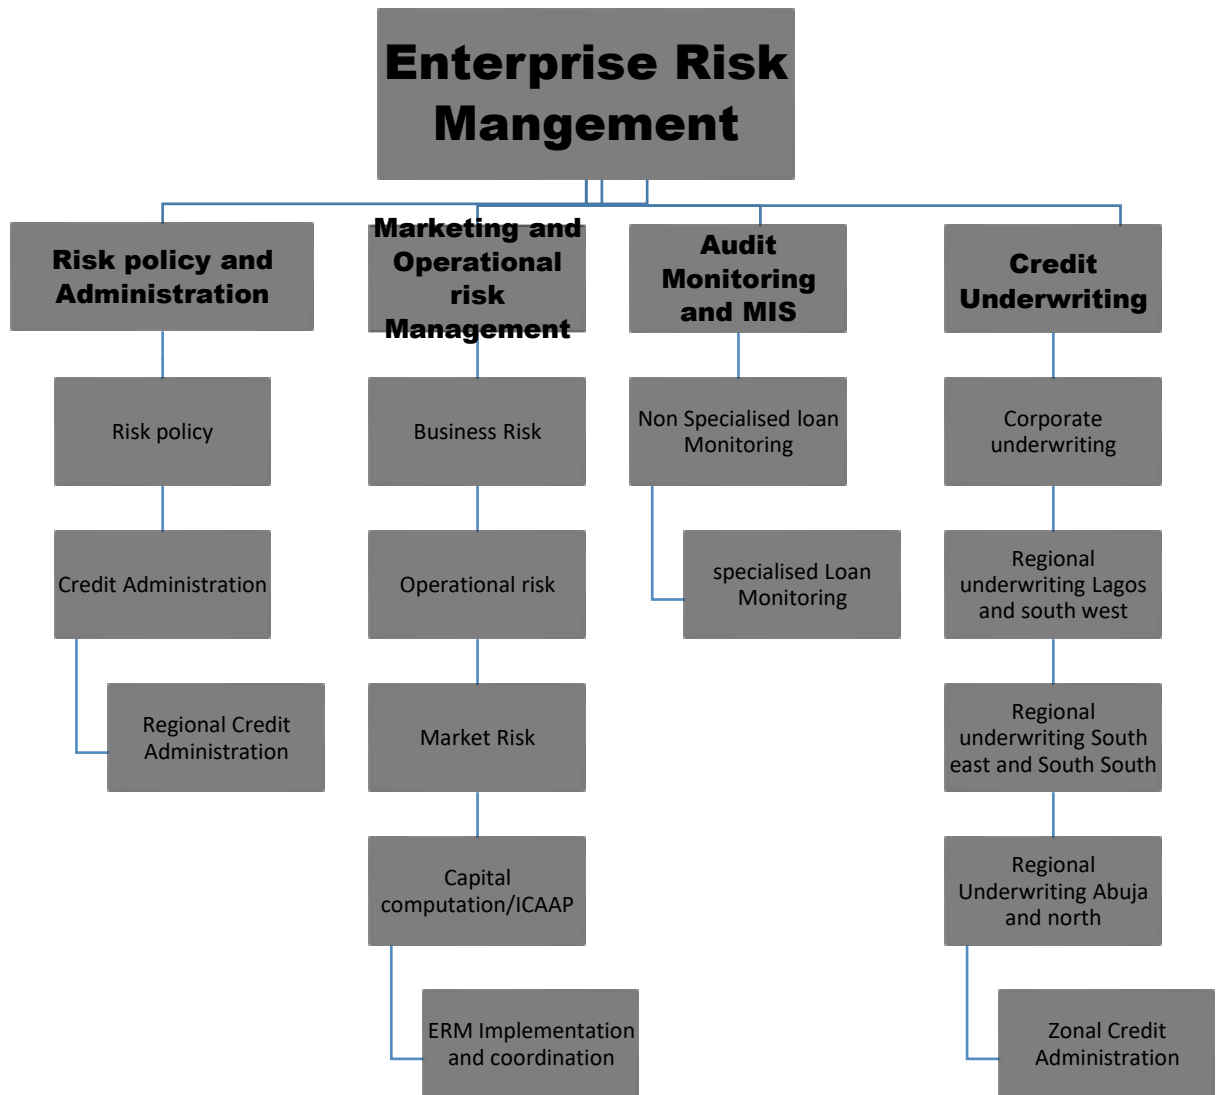 Enterprise Risk
Mangement
Risk policy and
Administration
Marketing and
Operational
risk
Management
Audit
Monitoring
and MIS
Credit
Underwriting
Risk policy
Business Risk
Non Specialised loan
Monitoring
Corporate
underwriting
Credit Administration
Operational risk
specialised Loan
Monitoring
Regional
underwriting Lagos
and south west
Regional Credit
Administration
Market Risk
Regional
underwriting South
east and South South
Capital
computation/ICAAP
Regional
Underwriting Abuja
and north
ERM Implementation
and coordination
Zonal Credit
Administration